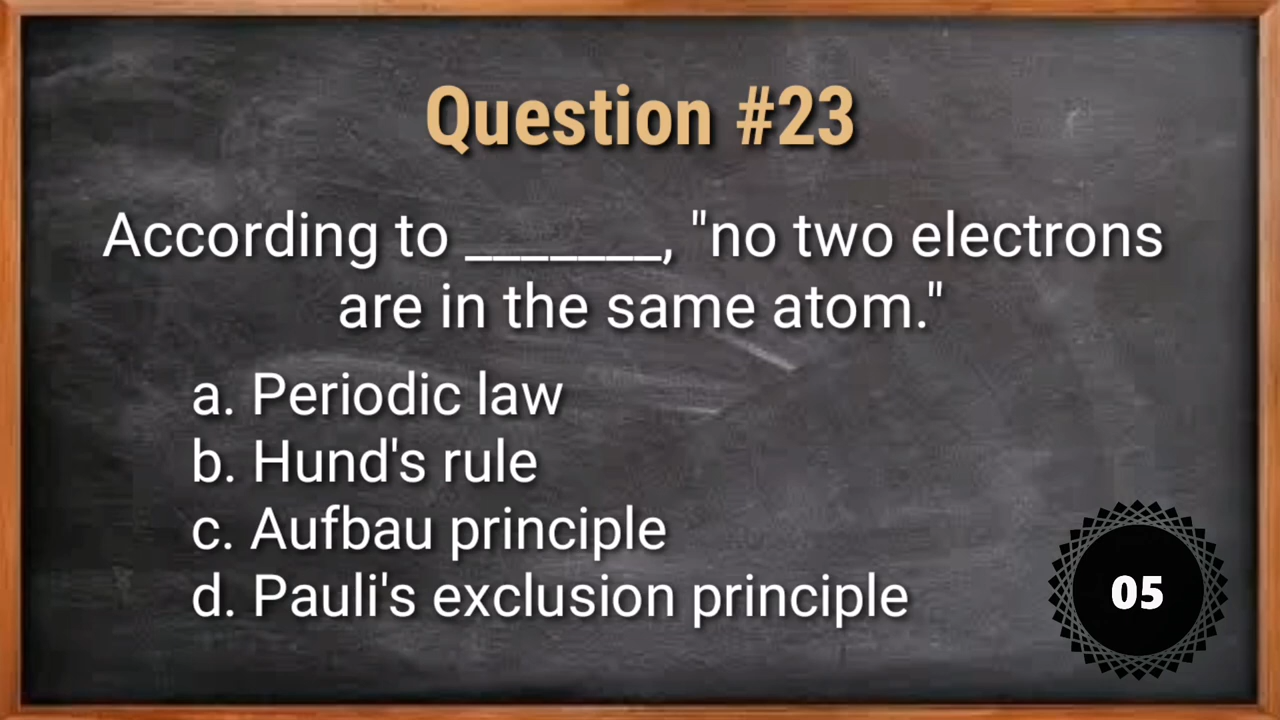 Question #23
According to _______, "no two electrons
are in the same atom."
a. Periodic law
b. Hund's rule
c. Aufbau principle
d. Pauli's exclusion principle
05